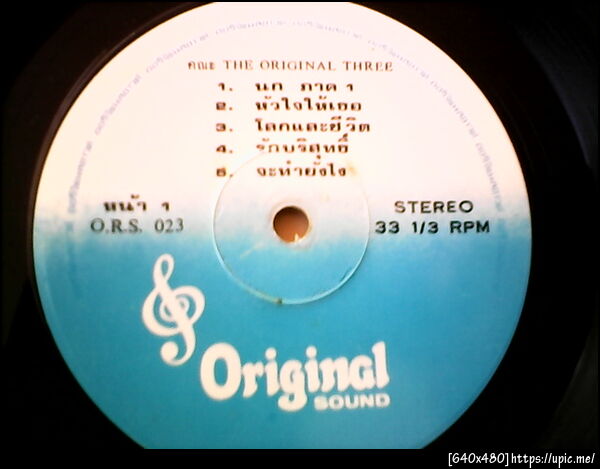 คณะ THE ORIGINAL THREE
1. นก ภาค 1
2. หัวใจให้เธอ
3. โลกและชีวิต
4. รักบริสุทธิ์
5. จะทำยังไง
หน้า 1
O.R.S. 023
STEREO
33 1/3 RPM
Original
SOUND
[640x480]https://upic.me/